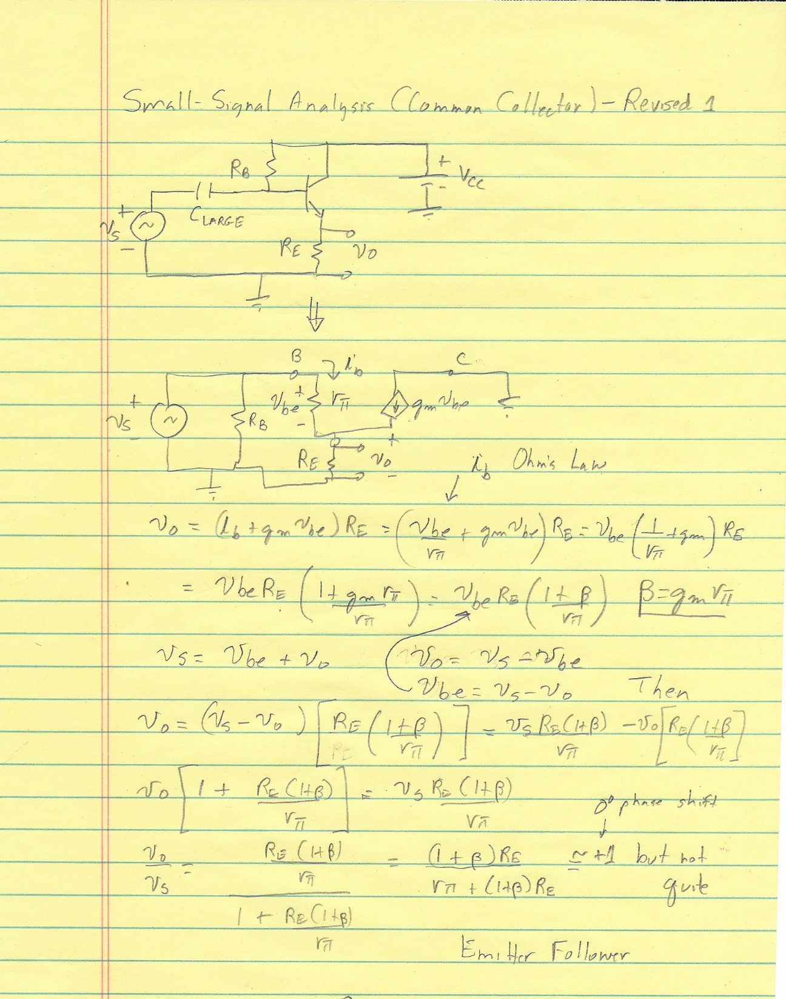 Small-Signal Analysis (Common Collector) - Revised 1
RB
+
VCC
-
+
vs
-
CLARGE
RE
vo
B
ib
C
+
vs
-
RB
+
vbe
-
rπ
gmvbe
RE
+
vo
-
ib Ohm's Law
vo = (ib + gm vbe) RE = (vbe/rπ + gm vbe) RE = vbe (1/rπ + gm) RE
= vbe RE ((1 + gm rπ)/rπ) = vbe RE ((1 + β)/rπ) β = gm rπ
vs = vbe + vo vo = vs - vbe
vbe = vs - vo Then
vo = (vs - vo) [RE ((1+β)/rπ)] = vs RE(1+β)/rπ - vo [RE((1+β)/rπ)]
vo [1 + RE(1+β)/rπ] = vs RE(1+β)/rπ
0° phase shift
vo/vs = (RE(1+β)/rπ)/(1 + RE(1+β)/rπ) = (1+β)RE/(rπ + (1+β)RE) ≃ +1 but not
quite
Emitter Follower